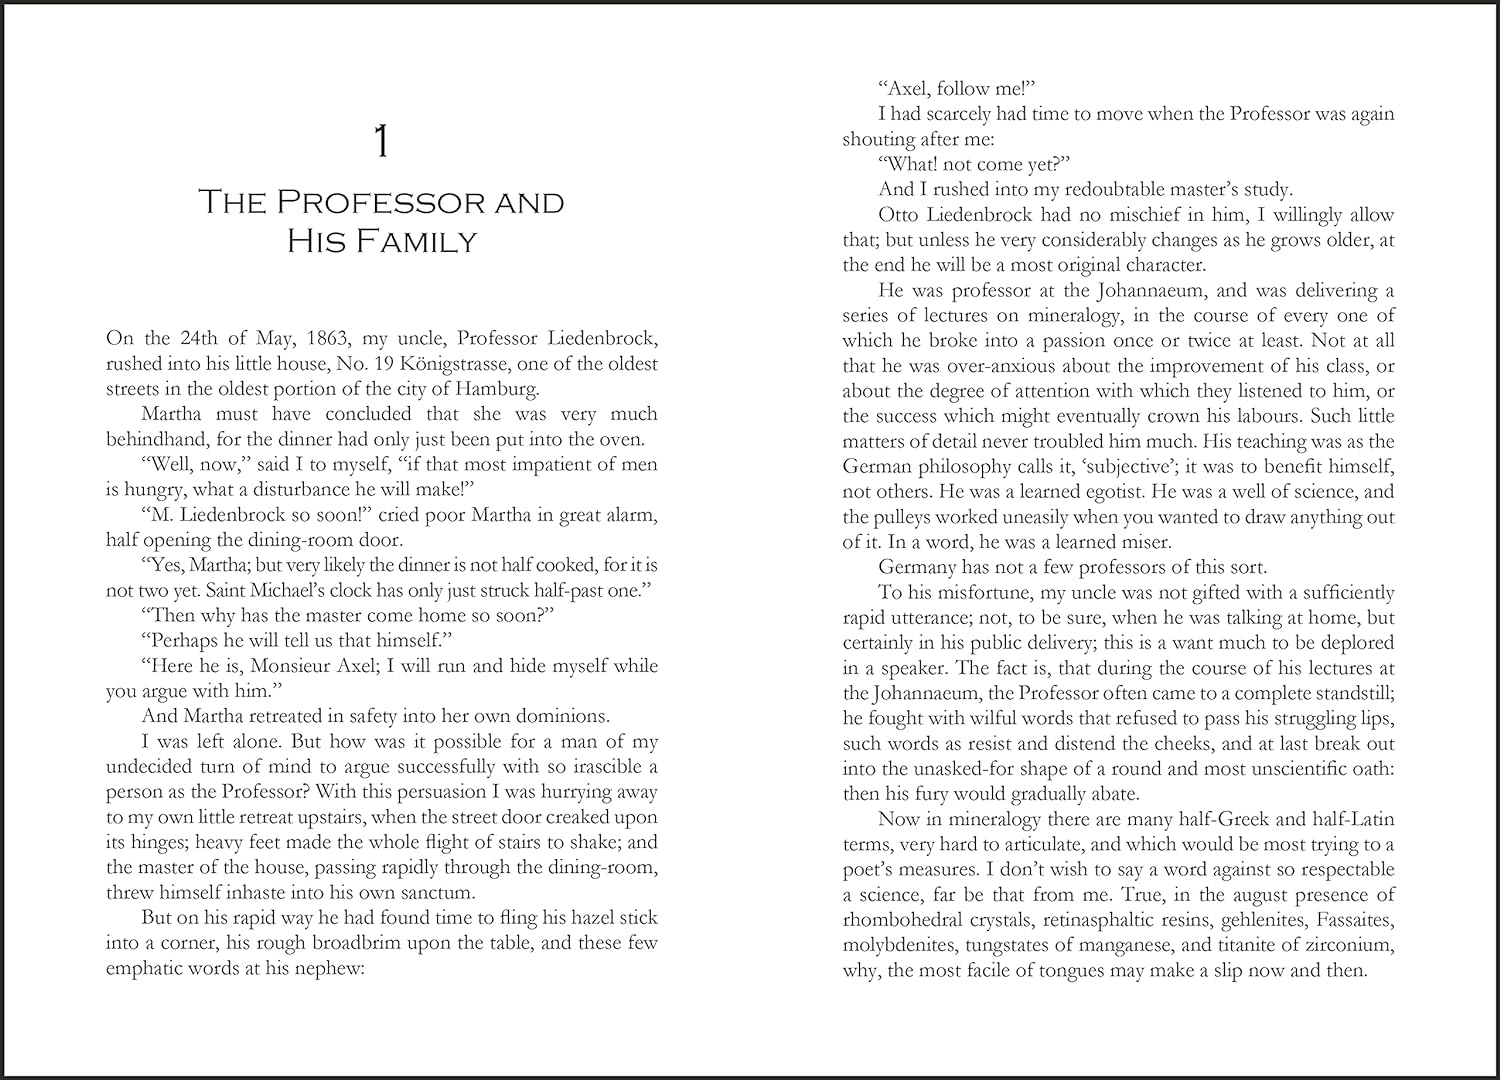 1
The Professor and
His Family
On the 24th of May, 1863, my uncle, Professor Liedenbrock,
rushed into his little house, No. 19 Königstrasse, one of the oldest
streets in the oldest portion of the city of Hamburg.
Martha must have concluded that she was very much
behindhand, for the dinner had only just been put into the oven.
“Well, now,” said I to myself, “if that most impatient of men
is hungry, what a disturbance he will make!”
“M. Liedenbrock so soon!” cried poor Martha in great alarm,
half opening the dining-room door.
“Yes, Martha; but very likely the dinner is not half cooked, for it is
not two yet. Saint Michael’s clock has only just struck half-past one.”
“Then why has the master come home so soon?”
“Perhaps he will tell us that himself.”
“Here he is, Monsieur Axel; I will run and hide myself while
you argue with him.”
And Martha retreated in safety into her own dominions.
I was left alone. But how was it possible for a man of my
undecided turn of mind to argue successfully with so irascible a
person as the Professor? With this persuasion I was hurrying away
to my own little retreat upstairs, when the street door creaked upon
its hinges; heavy feet made the whole flight of stairs to shake; and
the master of the house, passing rapidly through the dining-room,
threw himself inhaste into his own sanctum.
But on his rapid way he had found time to fling his hazel stick
into a corner, his rough broadbrim upon the table, and these few
emphatic words at his nephew:
“Axel, follow me!”
I had scarcely had time to move when the Professor was again
shouting after me:
“What! not come yet?”
And I rushed into my redoubtable master’s study.
Otto Liedenbrock had no mischief in him, I willingly allow
that; but unless he very considerably changes as he grows older, at
the end he will be a most original character.
He was professor at the Johannaeum, and was delivering a
series of lectures on mineralogy, in the course of every one of
which he broke into a passion once or twice at least. Not at all
that he was over-anxious about the improvement of his class, or
about the degree of attention with which they listened to him, or
the success which might eventually crown his labours. Such little
matters of detail never troubled him much. His teaching was as the
German philosophy calls it, ‘subjective’; it was to benefit himself,
not others. He was a learned egotist. He was a well of science, and
the pulleys worked uneasily when you wanted to draw anything out
of it. In a word, he was a learned miser.
Germany has not a few professors of this sort.
To his misfortune, my uncle was not gifted with a sufficiently
rapid utterance; not, to be sure, when he was talking at home, but
certainly in his public delivery; this is a want much to be deplored
in a speaker. The fact is, that during the course of his lectures at
the Johannaeum, the Professor often came to a complete standstill;
he fought with wilful words that refused to pass his struggling lips,
such words as resist and distend the cheeks, and at last break out
into the unasked-for shape of a round and most unscientific oath:
then his fury would gradually abate.
Now in mineralogy there are many half-Greek and half-Latin
terms, very hard to articulate, and which would be most trying to a
poet’s measures. I don’t wish to say a word against so respectable
a science, far be that from me. True, in the august presence of
rhombohedral crystals, retinasphaltic resins, gehlenites, Fassaites,
molybdenites, tungstates of manganese, and titanite of zirconium,
why, the most facile of tongues may make a slip now and then.